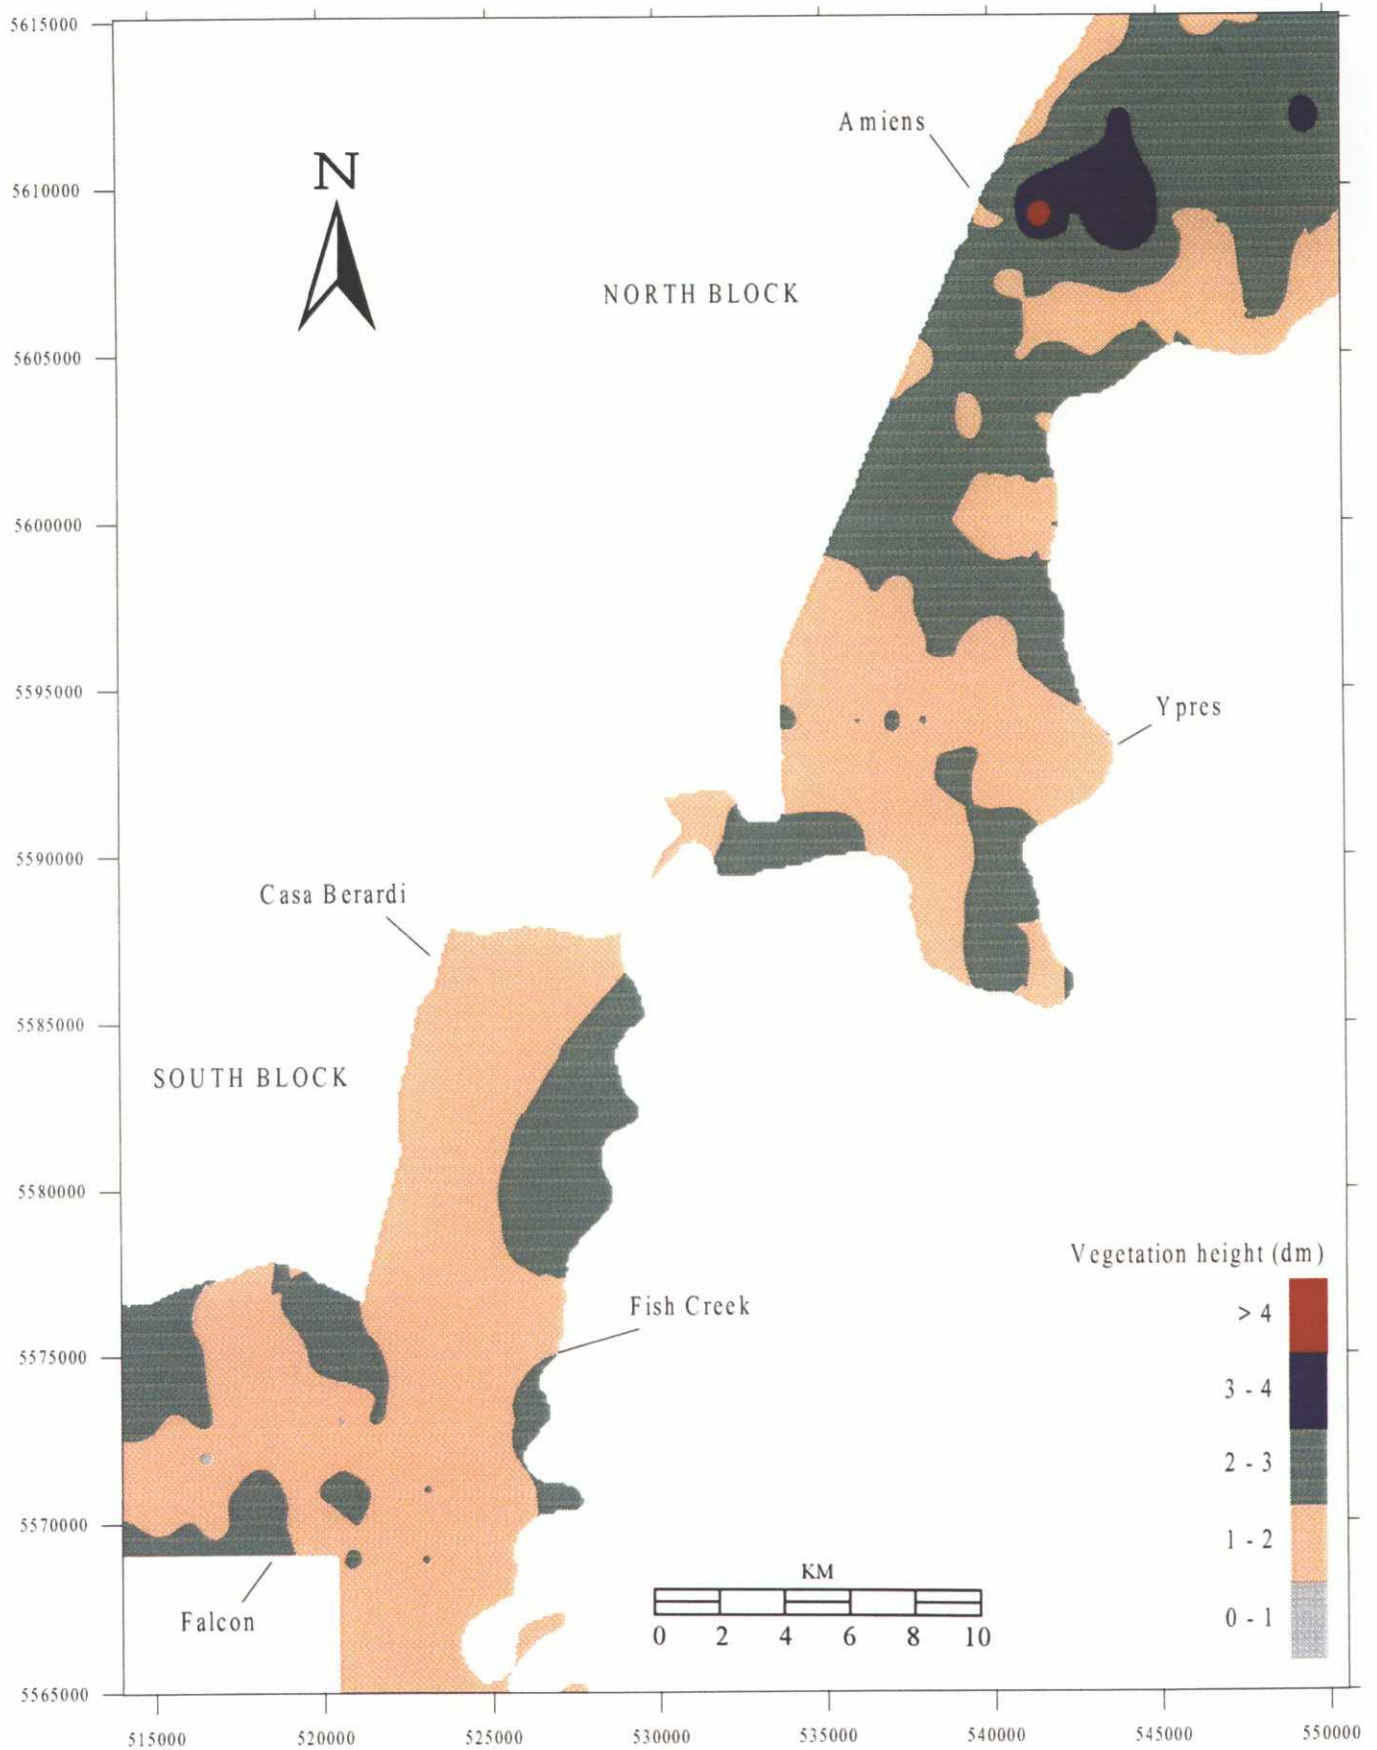 5615000
Amiens
N
5610000
NORTH BLOCK
5605000
5600000
5595000
Ypres
5590000
Casa Berardi
5585000
SOUTH BLOCK
5580000
Vegetation height (dm)
Fish Creek
> 4
5575000
3 - 4
2 - 3
5570000
1 - 2
KM
Falcon
0 - 1
0 2 4 6 8 10
5565000
515000 520000 525000 530000 535000 540000 545000 550000